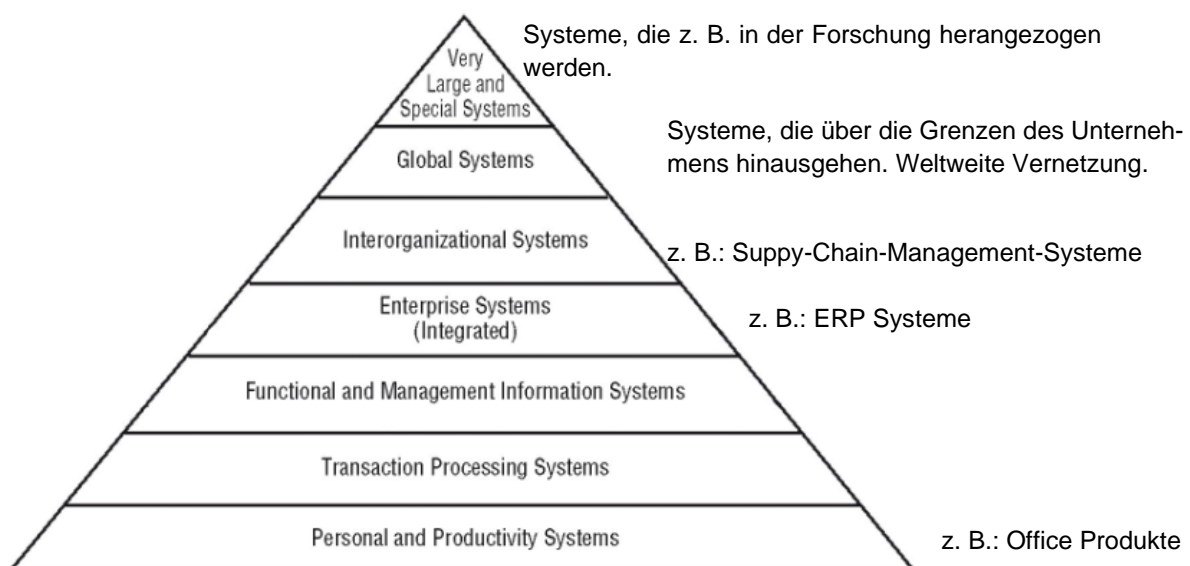 Systeme, die z. B. in der Forschung herangezogen
werden.
Very
Large and
Special Systems
Systeme, die über die Grenzen des Unterneh-
mens hinausgehen. Weltweite Vernetzung.
Global Systems
Interorganizational Systems
z. B.: Suppy-Chain-Management-Systeme
Enterprise Systems
(Integrated)
z. B.: ERP Systeme
Functional and Management Information Systems
Transaction Processing Systems
Personal and Productivity Systems
z. B.: Office Produkte